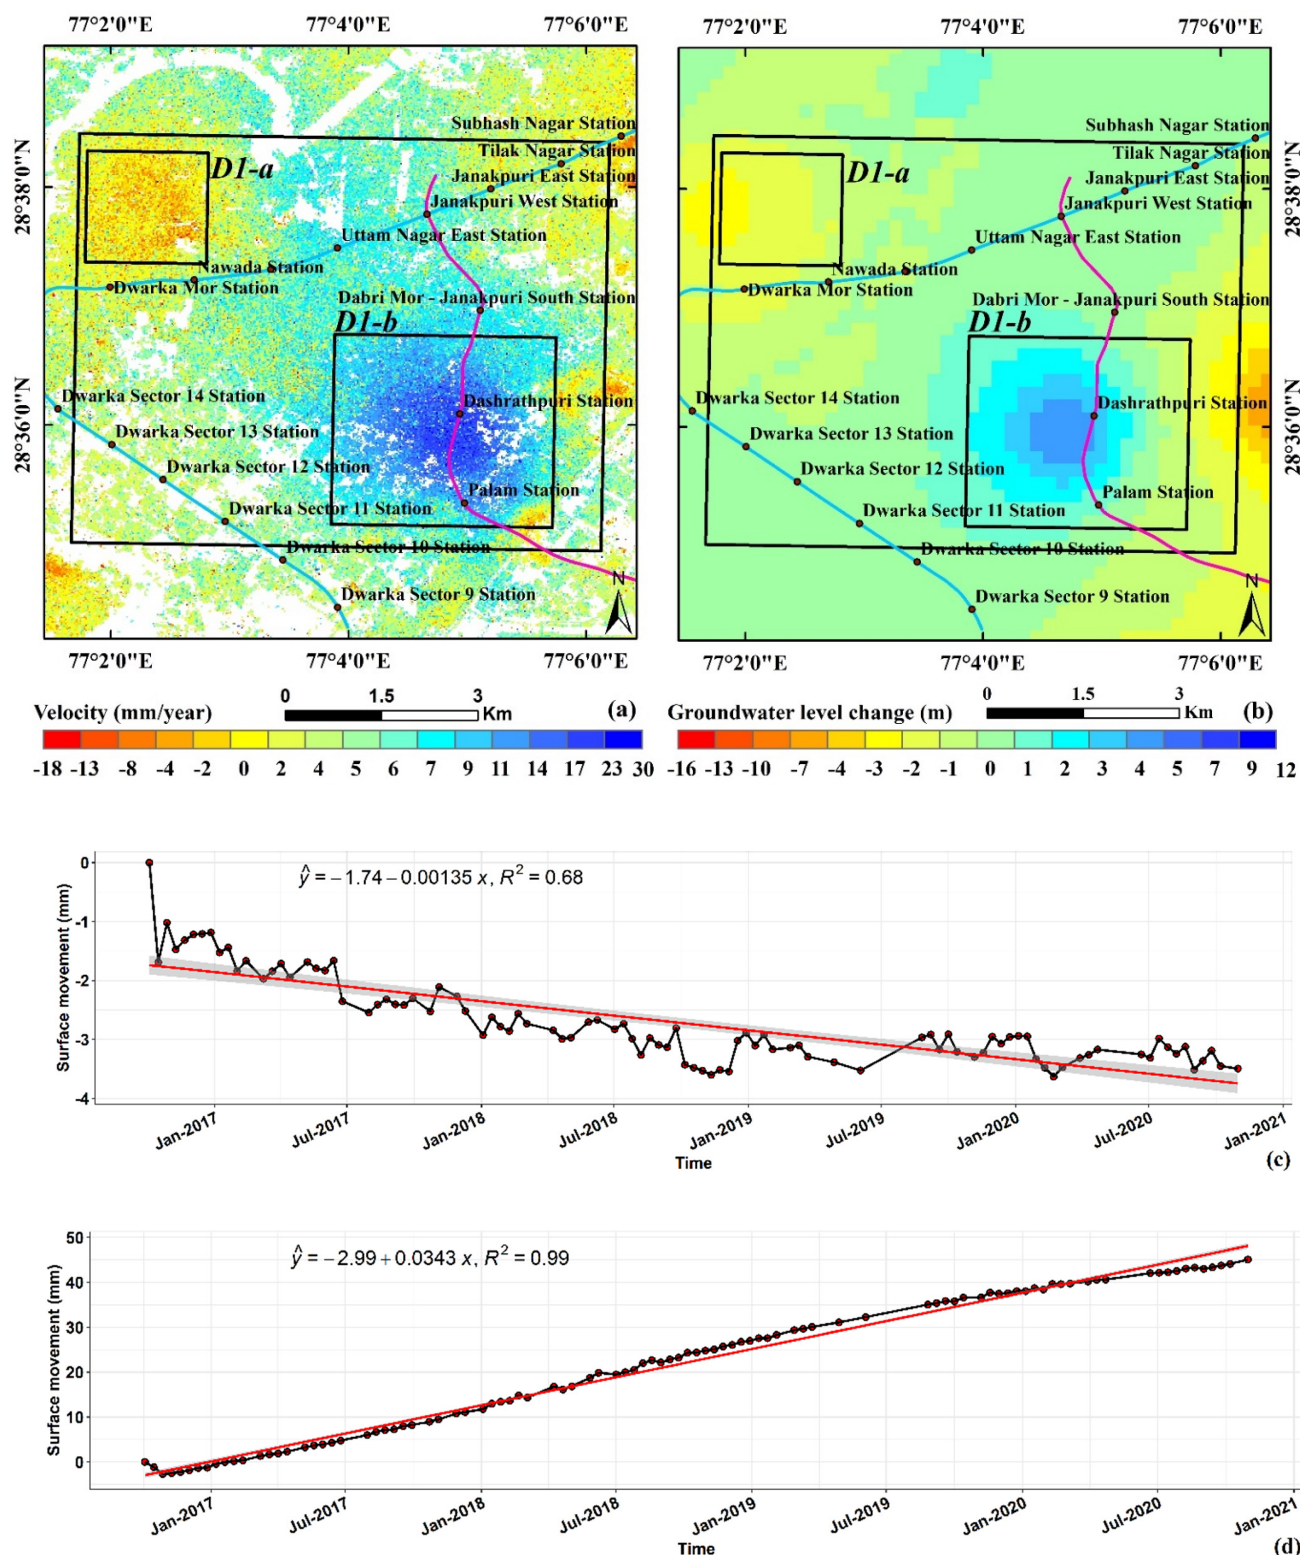 77°2'0"E 77°4'0"E 77°6'0"E 77°2'0"E 77°4'0"E 77°6'0"E
28°38'0"N
28°36'0"N
Subhash Nagar Station
Tilak Nagar Station
D1-a
Janakpuri East Station
Janakpuri West Station
Uttam Nagar East Station
Nawada Station
Dwarka Mor Station
Dabri Mor - Janakpuri South Station
D1-b
Dwarka Sector 14 Station
Dashrathpuri Station
Dwarka Sector 13 Station
Dwarka Sector 12 Station
Palam Station
Dwarka Sector 11 Station
Dwarka Sector 10 Station
Dwarka Sector 9 Station
N
Subhash Nagar Station
Tilak Nagar Station
D1-a
Janakpuri East Station
Janakpuri West Station
Uttam Nagar East Station
Nawada Station
Dwarka Mor Station
Dabri Mor - Janakpuri South Station
D1-b
Dwarka Sector 14 Station
Dashrathpuri Station
Dwarka Sector 13 Station
Dwarka Sector 12 Station
Palam Station
Dwarka Sector 11 Station
Dwarka Sector 10 Station
Dwarka Sector 9 Station
N
28°38'0"N
28°36'0"N
77°2'0"E 77°4'0"E 77°6'0"E 77°2'0"E 77°4'0"E 77°6'0"E
0 1.5 3
Velocity (mm/year) Km (a)
-18 -13 -8 -4 -2 0 2 4 5 6 7 9 11 14 17 23 30
0 1.5 3
Groundwater level change (m) Km (b)
-16 -13 -10 -7 -4 -3 -2 -1 0 1 2 3 4 5 7 9 12
ŷ = −1.74 − 0.00135 x, R² = 0.68
Surface movement (mm)
0
-1
-2
-3
-4
Jan-2017 Jul-2017 Jan-2018 Jul-2018 Jan-2019 Jul-2019 Jan-2020 Jul-2020 Jan-2021
Time
(c)
ŷ = −2.99 + 0.0343 x, R² = 0.99
Surface movement (mm)
50
40
30
20
10
0
Jan-2017 Jul-2017 Jan-2018 Jul-2018 Jan-2019 Jul-2019 Jan-2020 Jul-2020 Jan-2021
Time
(d)